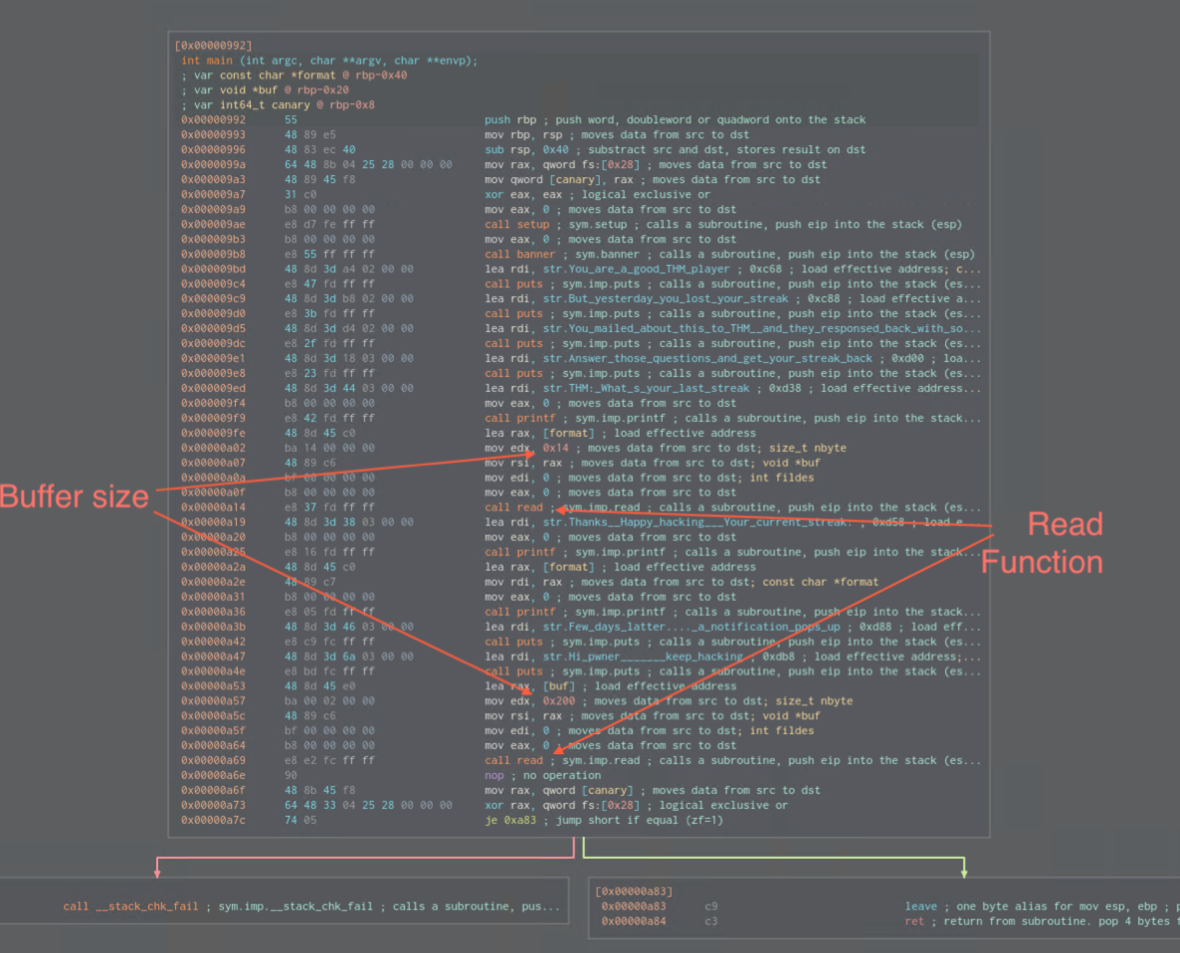 [0x00000992]
int main (int argc, char **argv, char **envp);
; var const char *format @ rbp-0x40
; var void *buf @ rbp-0x20
; var int64_t canary @ rbp-0x8
0x00000992 55 push rbp ; push word, doubleword or quadword onto the stack
0x00000993 48 89 e5 mov rbp, rsp ; moves data from src to dst
0x00000996 48 83 ec 40 sub rsp, 0x40 ; substract src and dst, stores result on dst
0x0000099a 64 48 8b 04 25 28 00 00 00 mov rax, qword fs:[0x28] ; moves data from src to dst
0x000009a3 48 89 45 f8 mov qword [canary], rax ; moves data from src to dst
0x000009a7 31 c0 xor eax, eax ; logical exclusive or
0x000009a9 b8 00 00 00 00 mov eax, 0 ; moves data from src to dst
0x000009ae e8 d7 fe ff ff call setup ; sym.setup ; calls a subroutine, push eip into the stack (esp)
0x000009b3 b8 00 00 00 00 mov eax, 0 ; moves data from src to dst
0x000009b8 e8 55 ff ff ff call banner ; sym.banner ; calls a subroutine, push eip into the stack (esp)
0x000009bd 48 8d 3d a4 02 00 00 lea rdi, str.You_are_a_good_THM_player ; 0xc68 ; load effective address; c...
0x000009c4 e8 47 fd ff ff call puts ; sym.imp.puts ; calls a subroutine, push eip into the stack (es...
0x000009c9 48 8d 3d b8 02 00 00 lea rdi, str.But_yesterday_you_lost_your_streak ; 0xc88 ; load effective a...
0x000009d0 e8 3b fd ff ff call puts ; sym.imp.puts ; calls a subroutine, push eip into the stack (es...
0x000009d5 48 8d 3d d4 02 00 00 lea rdi, str.You_mailed_about_this_to_THM__and_they_responsed_back_with_so...
0x000009dc e8 2f fd ff ff call puts ; sym.imp.puts ; calls a subroutine, push eip into the stack (es...
0x000009e1 48 8d 3d 18 03 00 00 lea rdi, str.Answer_those_questions_and_get_your_streak_back ; 0xd00 ; loa...
0x000009e8 e8 23 fd ff ff call puts ; sym.imp.puts ; calls a subroutine, push eip into the stack (es...
0x000009ed 48 8d 3d 44 03 00 00 lea rdi, str.THM:_What_s_your_last_streak ; 0xd38 ; load effective address...
0x000009f4 b8 00 00 00 00 mov eax, 0 ; moves data from src to dst
0x000009f9 e8 42 fd ff ff call printf ; sym.imp.printf ; calls a subroutine, push eip into the stack...
0x000009fe 48 8d 45 c0 lea rax, [format] ; load effective address
0x00000a02 ba 14 00 00 00 mov edx, 0x14 ; moves data from src to dst; size_t nbyte
0x00000a07 48 89 c6 mov rsi, rax ; moves data from src to dst; void *buf
0x00000a0a bf 00 00 00 00 mov edi, 0 ; moves data from src to dst; int fildes
0x00000a0f b8 00 00 00 00 mov eax, 0 ; moves data from src to dst
Buffer size
0x00000a14 e8 37 fd ff ff call read ; sym.imp.read ; calls a subroutine, push eip into the stack (es...
0x00000a19 48 8d 3d 38 03 00 00 lea rdi, str.Thanks__Happy_hacking___Your_current_streak: ; 0xd58 ; load e...
Read
Function
0x00000a20 b8 00 00 00 00 mov eax, 0 ; moves data from src to dst
0x00000a25 e8 16 fd ff ff call printf ; sym.imp.printf ; calls a subroutine, push eip into the stack...
0x00000a2a 48 8d 45 c0 lea rax, [format] ; load effective address
0x00000a2e 48 89 c7 mov rdi, rax ; moves data from src to dst; const char *format
0x00000a31 b8 00 00 00 00 mov eax, 0 ; moves data from src to dst
0x00000a36 e8 05 fd ff ff call printf ; sym.imp.printf ; calls a subroutine, push eip into the stack...
0x00000a3b 48 8d 3d 46 03 00 00 lea rdi, str.Few_days_latter...._a_notification_pops_up ; 0xd88 ; load eff...
0x00000a42 e8 c9 fc ff ff call puts ; sym.imp.puts ; calls a subroutine, push eip into the stack (es...
0x00000a47 48 8d 3d 6a 03 00 00 lea rdi, str.Hi_pwner_______keep_hacking ; 0xdb8 ; load effective address;...
0x00000a4e e8 bd fc ff ff call puts ; sym.imp.puts ; calls a subroutine, push eip into the stack (es...
0x00000a53 48 8d 45 e0 lea rax, [buf] ; load effective address
0x00000a57 ba 00 02 00 00 mov edx, 0x200 ; moves data from src to dst; size_t nbyte
0x00000a5c 48 89 c6 mov rsi, rax ; moves data from src to dst; void *buf
0x00000a5f bf 00 00 00 00 mov edi, 0 ; moves data from src to dst; int fildes
0x00000a64 b8 00 00 00 00 mov eax, 0 ; moves data from src to dst
0x00000a69 e8 e2 fc ff ff call read ; sym.imp.read ; calls a subroutine, push eip into the stack (es...
0x00000a6e 90 nop ; no operation
0x00000a6f 48 8b 45 f8 mov rax, qword [canary] ; moves data from src to dst
0x00000a73 64 48 33 04 25 28 00 00 00 xor rax, qword fs:[0x28] ; logical exclusive or
0x00000a7c 74 05 je 0xa83 ; jump short if equal (zf=1)
call __stack_chk_fail ; sym.imp.__stack_chk_fail ; calls a subroutine, pus...
[0x00000a83]
0x00000a83 c9 leave ; one byte alias for mov esp, ebp ; p
0x00000a84 c3 ret ; return from subroutine. pop 4 bytes f